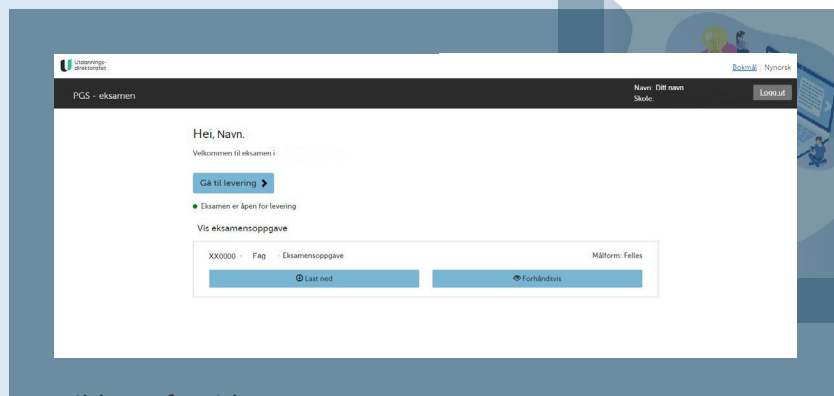 Utdannings-
direktoratet
Bokmål Nynorsk
PGS - eksamen
Navn: Ditt navn
Skole:
Logg ut
Hei, Navn.
Velkommen til eksamen i
Gå til levering
Eksamen er åpen for levering
Vis eksamensoppgave
XX0000 - Fag - Eksamensoppgave
Målform: Felles
Last ned
Forhåndsvis